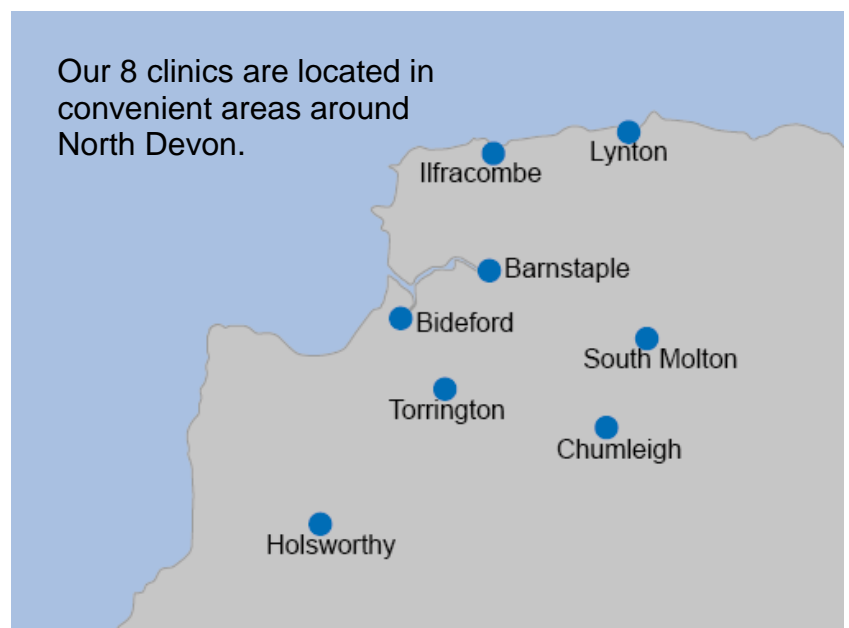 Our 8 clinics are located in
convenient areas around
North Devon.
Lynton
Ilfracombe
Barnstaple
Bideford
South Molton
Torrington
Chumleigh
Holsworthy